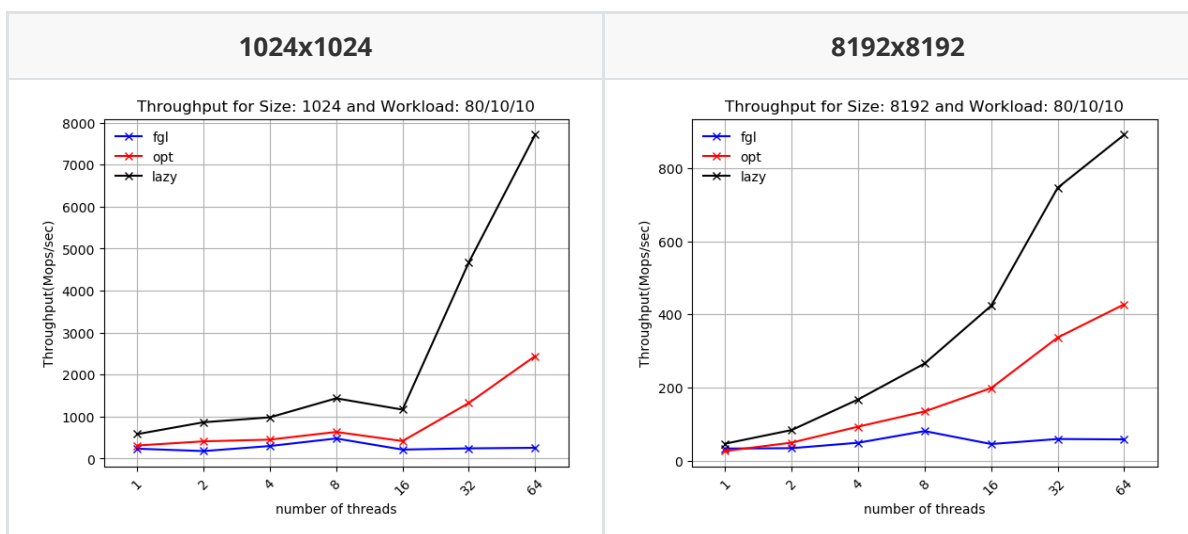 1024x1024
8192x8192
Throughput for Size: 1024 and Workload: 80/10/10
fgl
opt
lazy
Throughput(Mops/sec)
8000
7000
6000
5000
4000
3000
2000
1000
0
1 2 4 8 16 32 64
number of threads
Throughput for Size: 8192 and Workload: 80/10/10
fgl
opt
lazy
Throughput(Mops/sec)
800
600
400
200
0
1 2 4 8 16 32 64
number of threads